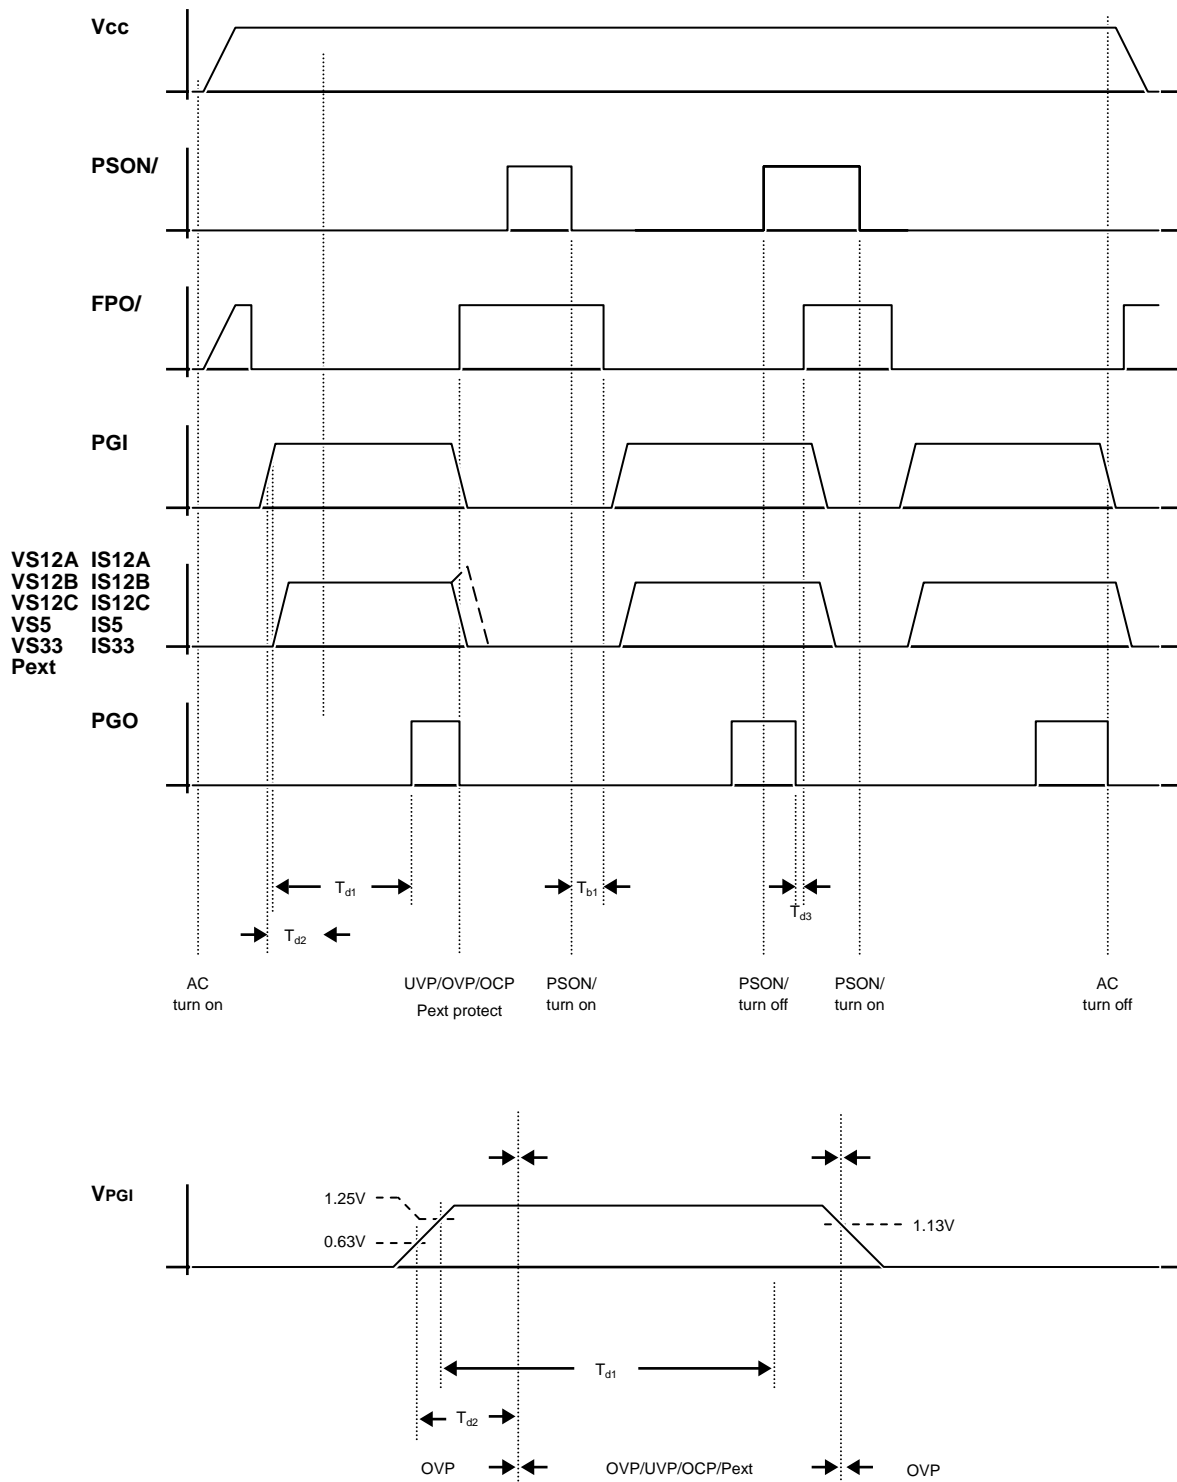 Vcc
PSON/
FPO/
PGI
VS12A IS12A
VS12B IS12B
VS12C IS12C
VS5 IS5
VS33 IS33
Pext
PGO
Td1
Tb1
Td3
Td2
AC
turn on
UVP/OVP/OCP
Pext protect
PSON/
turn on
PSON/
turn off
PSON/
turn on
AC
turn off
VPGI
1.25V
0.63V
1.13V
Td1
Td2
OVP
OVP/UVP/OCP/Pext
OVP